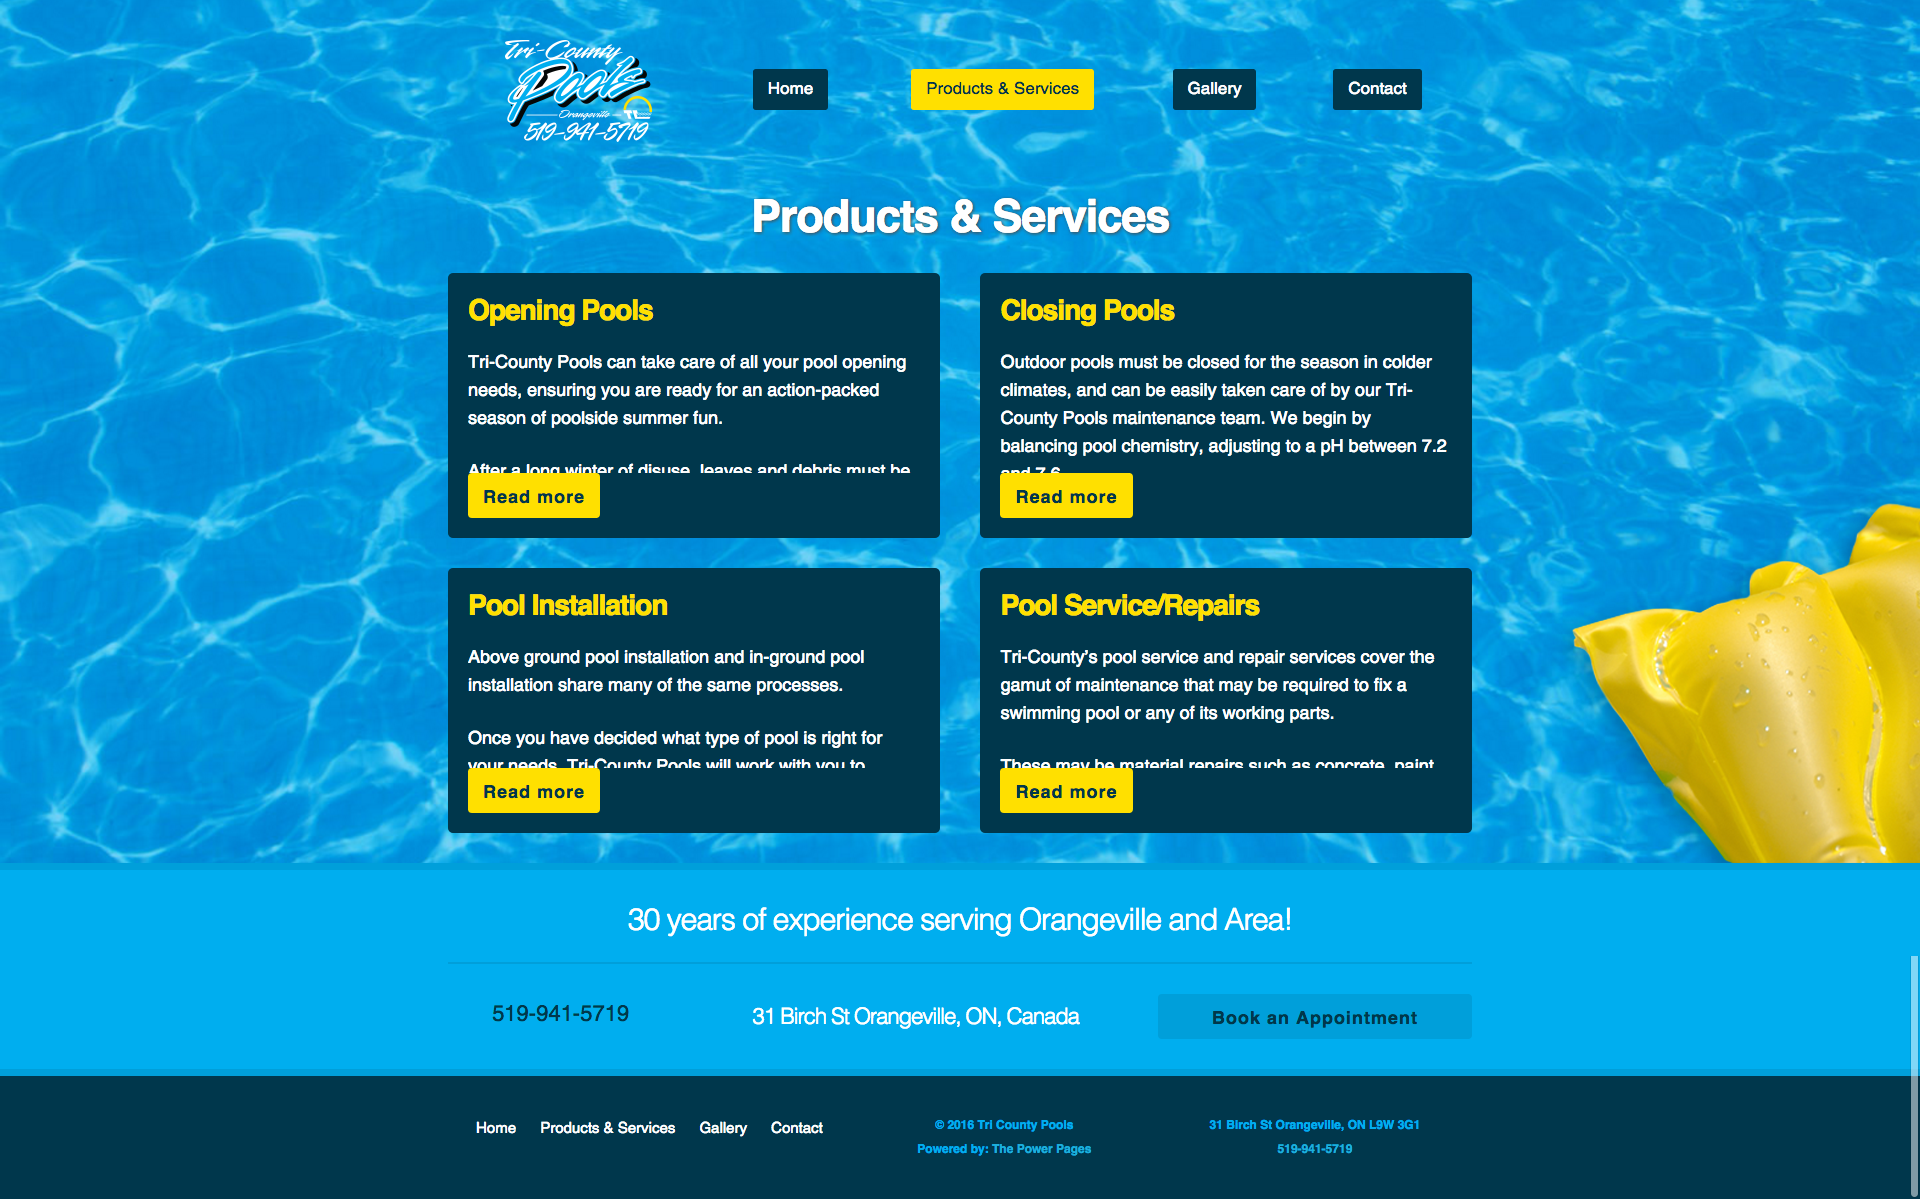 Tri-County
Pools
Orangeville
519-941-5719
Home
Products & Services
Gallery
Contact
Products & Services
Opening Pools
Tri-County Pools can take care of all your pool opening
needs, ensuring you are ready for an action-packed
season of poolside summer fun.
After a long winter of disuse, leaves and debris must be
Read more
Closing Pools
Outdoor pools must be closed for the season in colder
climates, and can be easily taken care of by our Tri-
County Pools maintenance team. We begin by
balancing pool chemistry, adjusting to a pH between 7.2
and 7.6
Read more
Pool Installation
Above ground pool installation and in-ground pool
installation share many of the same processes.
Once you have decided what type of pool is right for
your needs, Tri-County Pools will work with you to
Read more
Pool Service/Repairs
Tri-County's pool service and repair services cover the
gamut of maintenance that may be required to fix a
swimming pool or any of its working parts.
These may be material repairs such as concrete, paint
Read more
30 years of experience serving Orangeville and Area!
519-941-5719
31 Birch St Orangeville, ON, Canada
Book an Appointment
Home
Products & Services
Gallery
Contact
© 2016 Tri County Pools
Powered by: The Power Pages
31 Birch St Orangeville, ON L9W 3G1
519-941-5719